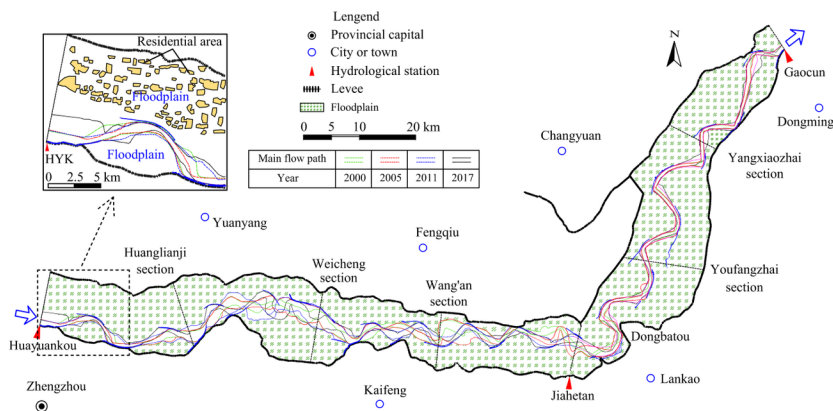 Lengend
Provincial capital
City or town
Hydrological station
Levee
Floodplain
0 10 20 km
Main flow path
Year 2000 2005 2011 2017
Residential area
Floodplain
Floodplain
HYK
0 2.5 5 km
N
Gaocun
Dongming
Changyuan
Yangxiaozhai
section
Yuanyang
Fengqiu
Huanglianji
section
Weicheng
section
Wang'an
section
Youfangzhai
section
Huayuankou
Dongbatou
Zhengzhou
Kaifeng
Jiahetan
Lankao